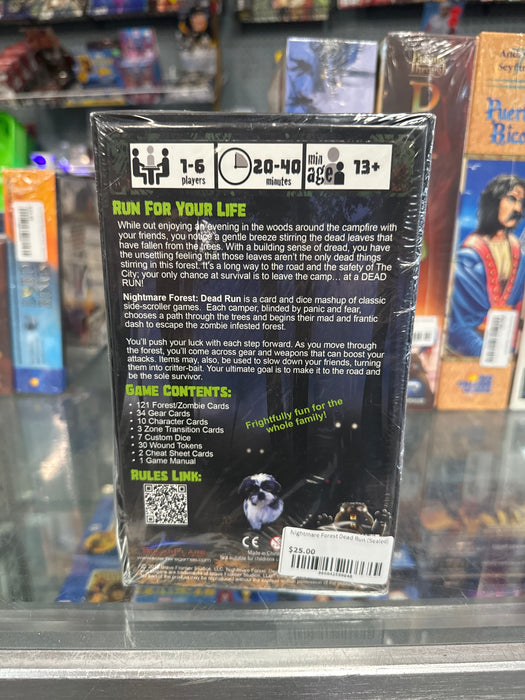 1-6
players
20-40
minutes
min
age
13+
RUN FOR YOUR LIFE
While out enjoying an evening in the woods around the campfire with
your friends, you notice a gentle breeze stirring the dead leaves that
have fallen from the trees. With a building sense of dread, you have
the unsettling feeling that those leaves aren't the only dead things
stirring in this forest. It's a long way to the road and the safety of The
City; your only chance at survival is to leave the camp... at a DEAD
RUN!
Nightmare Forest: Dead Run is a card and dice mashup of classic
side-scroller games. Each camper, blinded by panic and fear,
chooses a path through the trees and begins their mad and frantic
dash to escape the zombie infested forest.
You'll push your luck with each step forward. As you move through
the forest, you'll come across gear and weapons that can boost your
attacks. Items may, also, be used to slow down your friends, turning
them into critter-bait. Your ultimate goal is to make it to the road and
be the sole survivor.
GAME CONTENTS:
• 121 Forest/Zombie Cards
• 34 Gear Cards
• 10 Character Cards
• 3 Zone Transition Cards
• 7 Custom Dice
• 30 Wound Tokens
• 2 Cheat Sheet Cards
• 1 Game Manual
Frightfully fun for the
whole family!
RULES LINK:
CE
Made in China
Nightmare Forest Dead Run (Sealed)
$25.00
Puerto
Rico